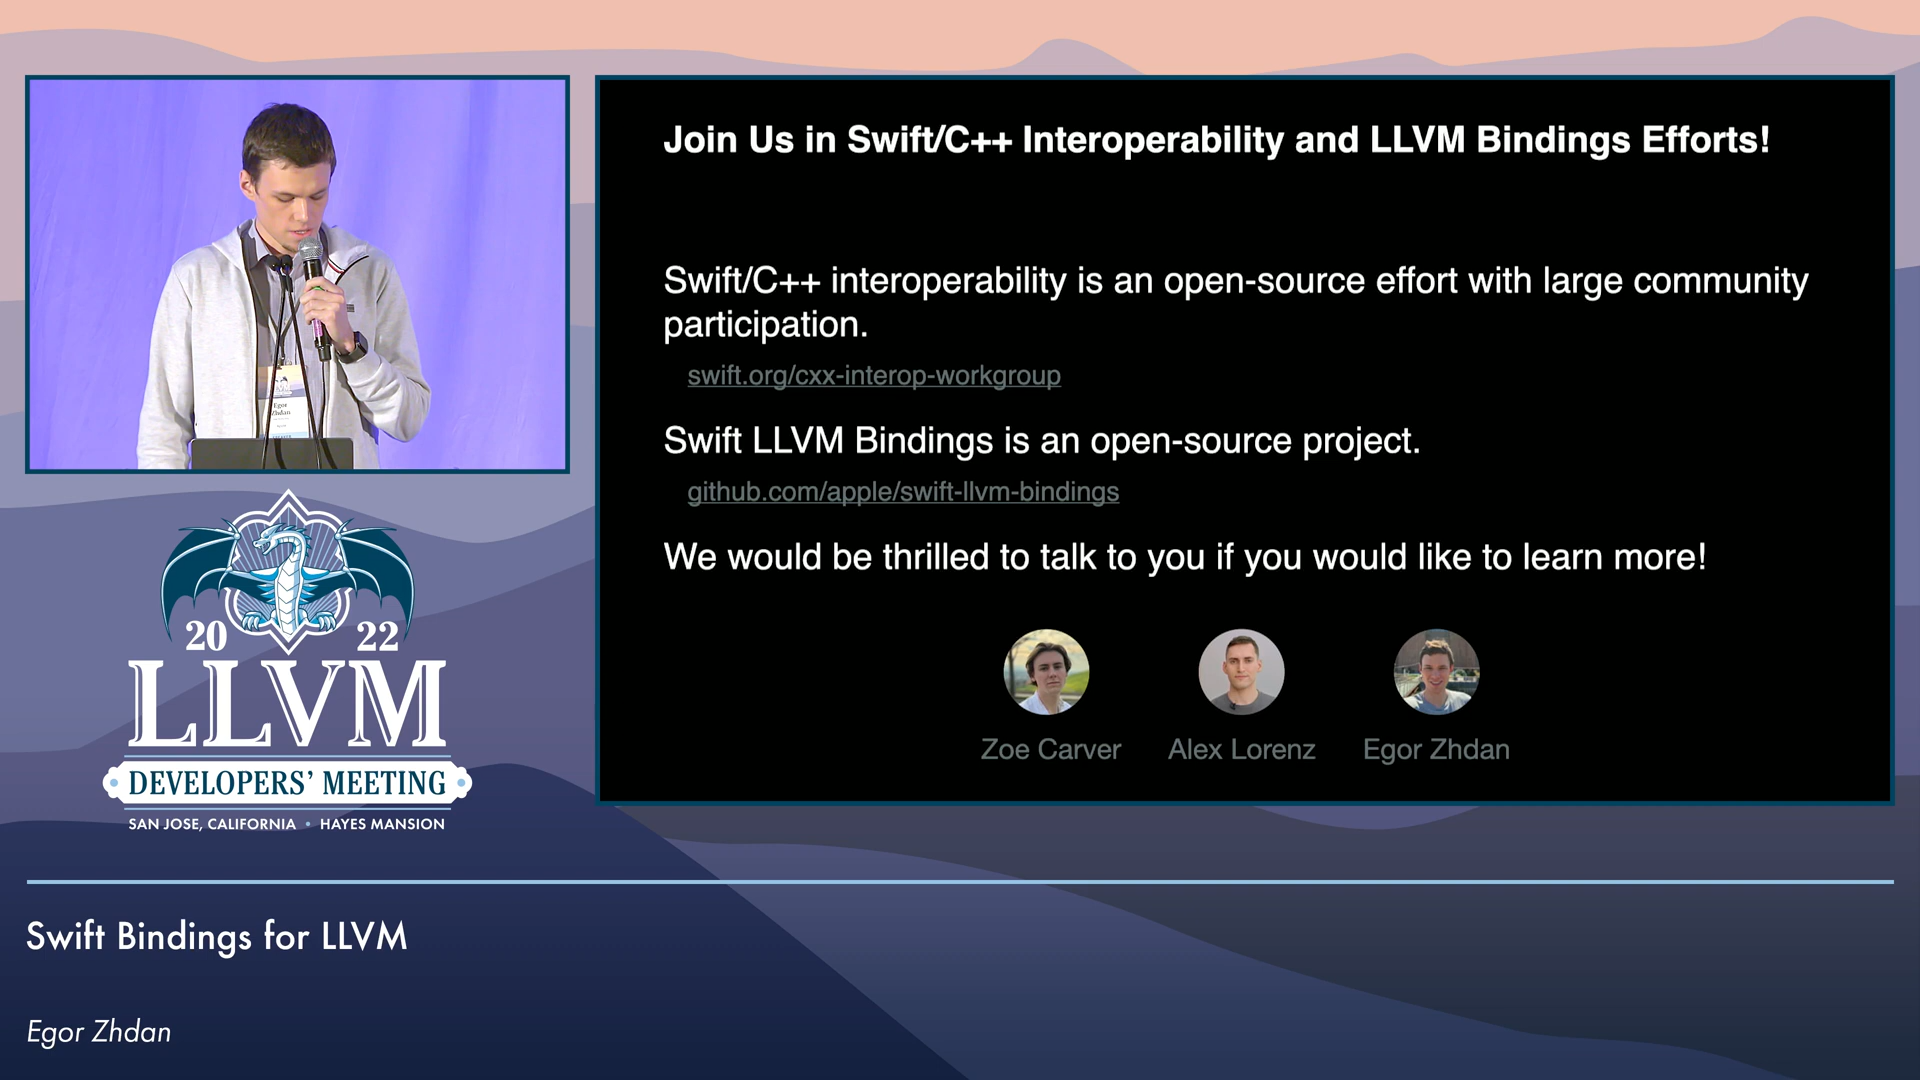 Join Us in Swift/C++ Interoperability and LLVM Bindings Efforts!
Swift/C++ interoperability is an open-source effort with large community
participation.
swift.org/cxx-interop-workgroup
Swift LLVM Bindings is an open-source project.
github.com/apple/swift-llvm-bindings
We would be thrilled to talk to you if you would like to learn more!
Zoe Carver
Alex Lorenz
Egor Zhdan
Egor
Zhdan
20 22
LLVM
DEVELOPERS' MEETING
SAN JOSE, CALIFORNIA • HAYES MANSION
Swift Bindings for LLVM
Egor Zhdan